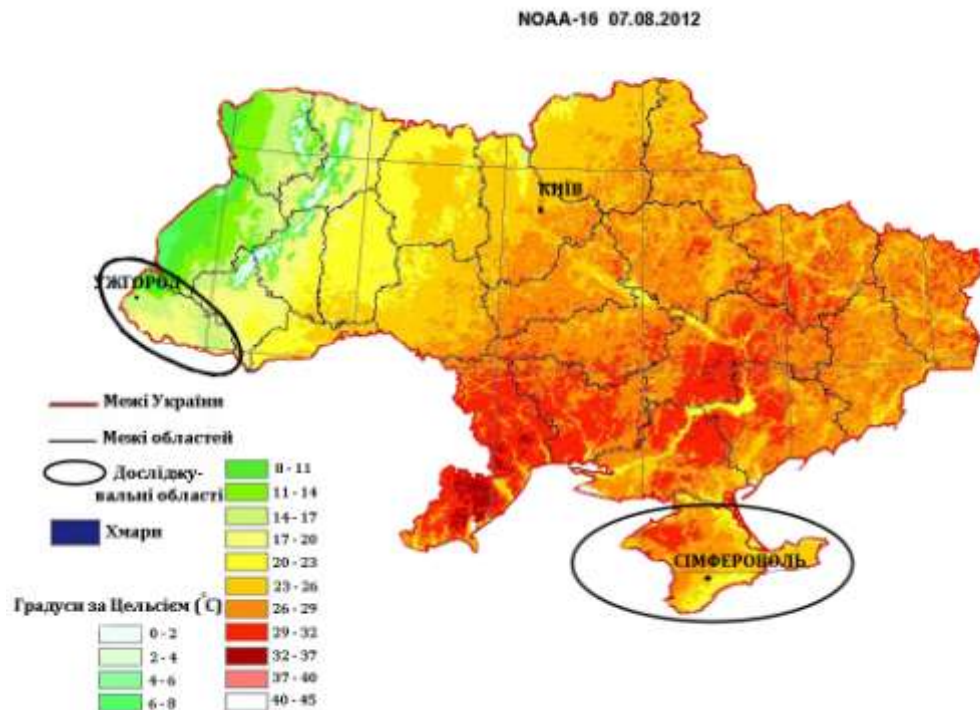 NOAA-16 07.08.2012
КИЇВ
УЖГОРОД
СІМФЕРОПОЛЬ
Межі України
Межі областей
Досліджу-
вальні області
Хмари
Градуси за Цельсієм (°C)
0 - 2
2 - 4
4 - 6
6 - 8
8 - 11
11 - 14
14 - 17
17 - 20
20 - 23
23 - 26
26 - 29
29 - 32
32 - 37
37 - 40
40 - 45